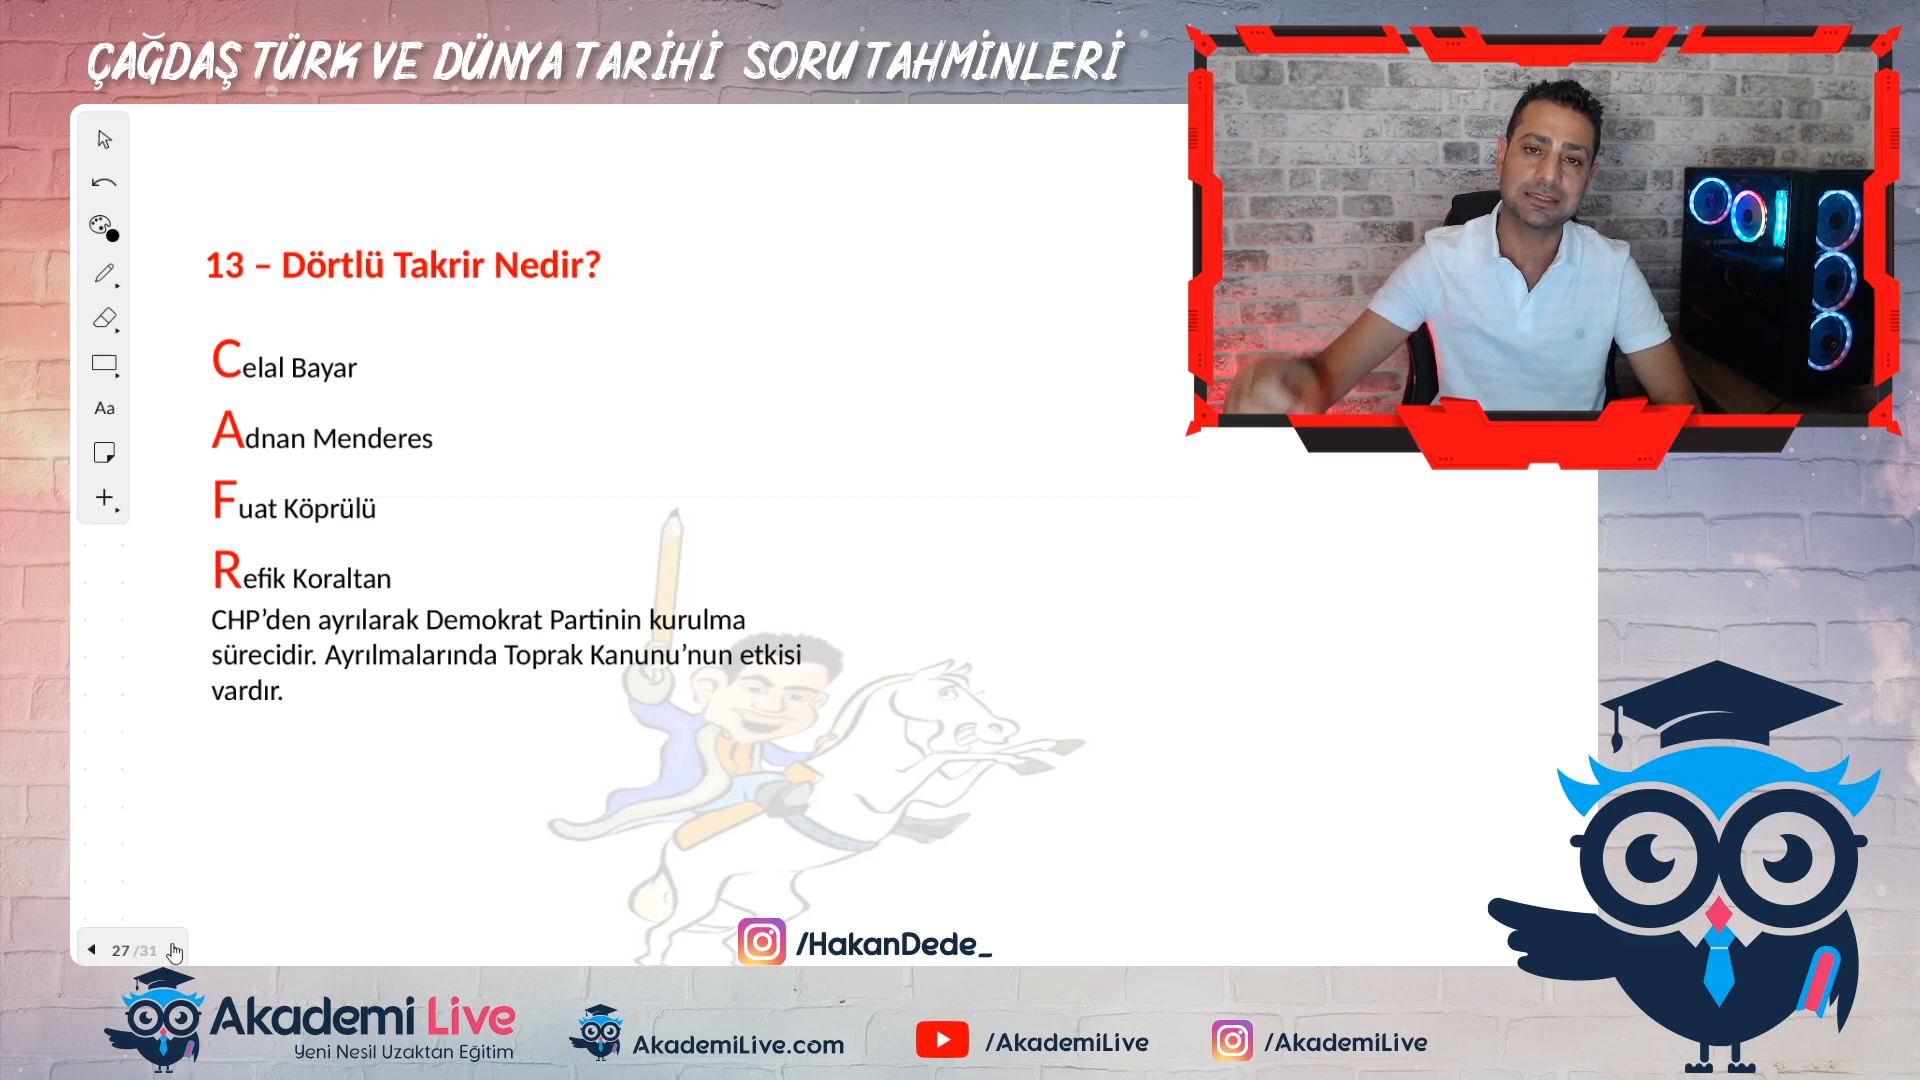 ÇAĞDAŞ TÜRK VE DÜNYA TARİHİ SORU TAHMİNLERİ
13 – Dörtlü Takrir Nedir?
Celal Bayar
Adnan Menderes
Fuat Köprülü
Refik Koraltan
CHP’den ayrılarak Demokrat Partinin kurulma
sürecidir. Ayrılmalarında Toprak Kanunu’nun etkisi
vardır.
Aa
27 /31
/HakanDede_
Akademi Live
Yeni Nesil Uzaktan Eğitim
AkademiLive.com
/AkademiLive
/AkademiLive